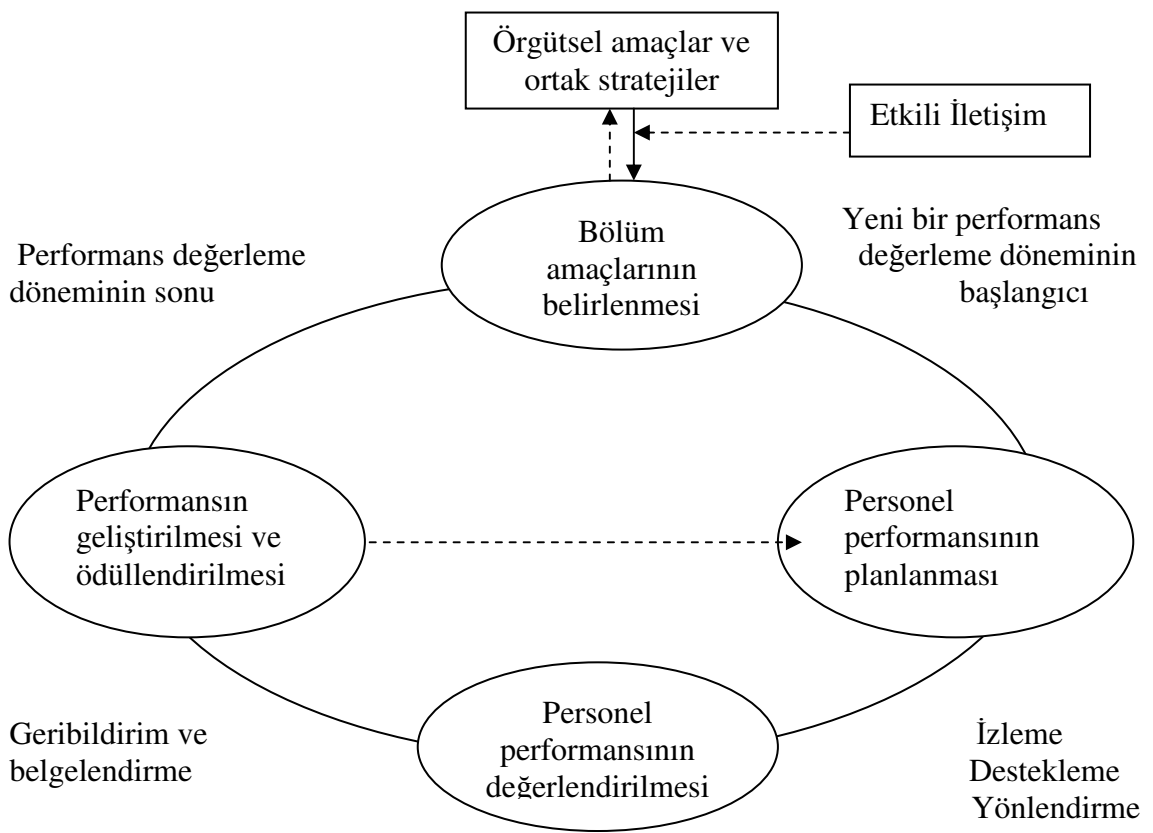 Örgütsel amaçlar ve
ortak stratejiler
Etkili İletişim
Bölüm
amaçlarının
belirlenmesi
Yeni bir performans
değerleme döneminin
başlangıcı
Performans değerleme
döneminin sonu
Performansın
geliştirilmesi ve
ödüllendirilmesi
Personel
performansının
planlanması
Personel
performansının
değerlendirilmesi
Geribildirim ve
belgelendirme
İzleme
Destekleme
Yönlendirme